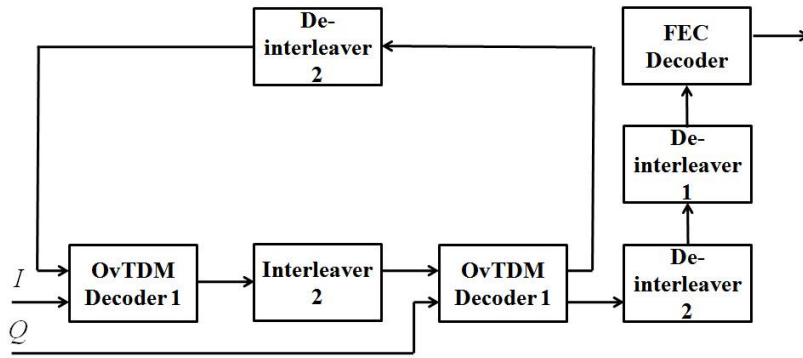 De-
interleaver
2
FEC
Decoder
De-
interleaver
1
I
OvTDM
Decoder 1
Interleaver
2
OvTDM
Decoder 1
De-
interleaver
2
Q